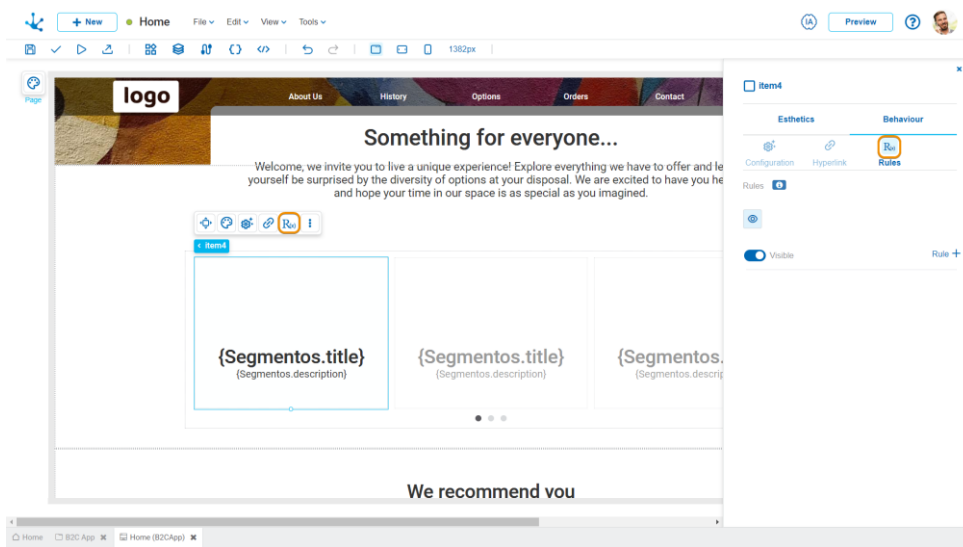 + New
Home
File
Edit
View
Tools
IA
Preview
?
1382px
Page
logo
About Us
History
Options
Orders
Contact
Something for everyone...
Welcome, we invite you to live a unique experience! Explore everything we have to offer and le
yourself be surprised by the diversity of options at your disposal. We are excited to have you he
and hope your time in our space is as special as you imagined.
R(x)
< item4
{Segmentos.title}
{Segmentos.description}
{Segmentos.title}
{Segmentos.description}
{Segmentos.
{Segmentos.descrip
We recommend you
item4
Esthetics
Behaviour
Configuration
Hyperlink
R(x)
Rules
Rules
Visible
Rule +
Home
B2C App
Home (B2CApp)